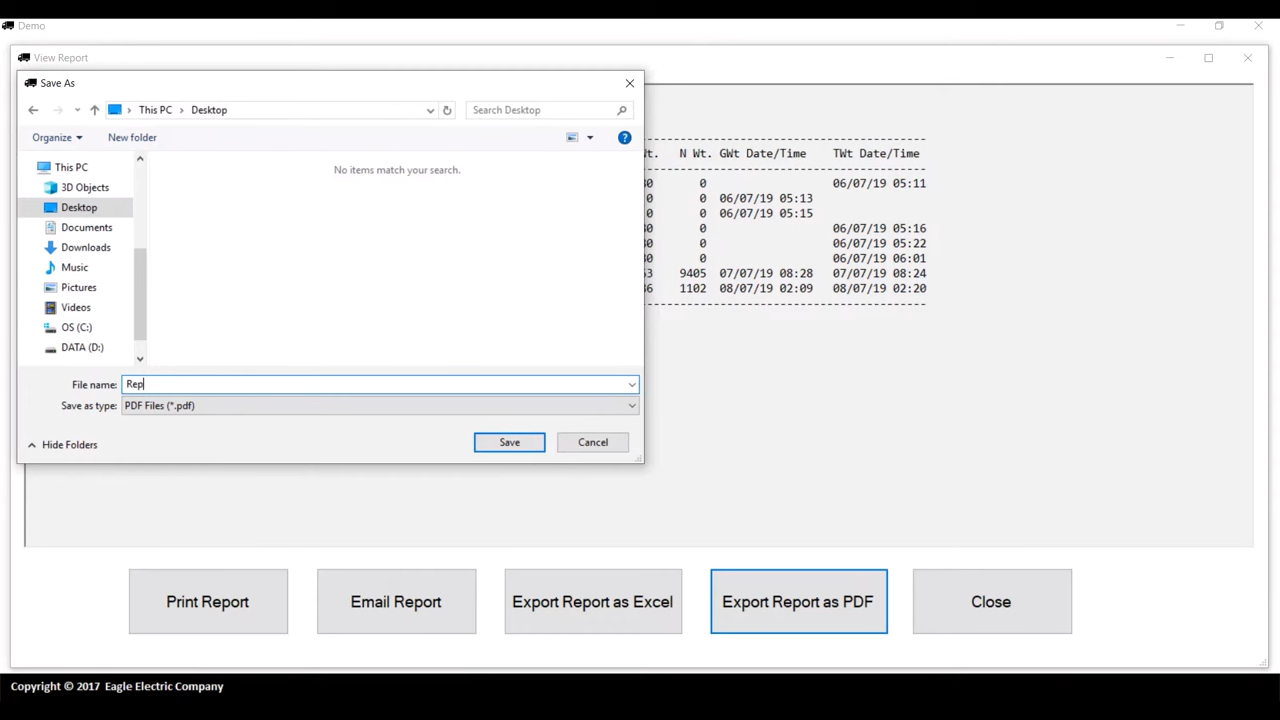 Demo
View Report
Save As
This PC > Desktop
Search Desktop
Organize
New folder
This PC
3D Objects
Desktop
Documents
Downloads
Music
Pictures
Videos
OS (C:)
DATA (D:)
No items match your search.
File name: Rep
Save as type: PDF Files (*.pdf)
Hide Folders
Save
Cancel
N Wt. GWt Date/Time TWt Date/Time
0 06/07/19 05:11
0 0 06/07/19 05:13
0 0 06/07/19 05:15
0 06/07/19 05:16
0 06/07/19 05:22
0 06/07/19 06:01
9405 07/07/19 08:28 07/07/19 08:24
1102 08/07/19 02:09 08/07/19 02:20
Print Report
Email Report
Export Report as Excel
Export Report as PDF
Close
Copyright © 2017 Eagle Electric Company